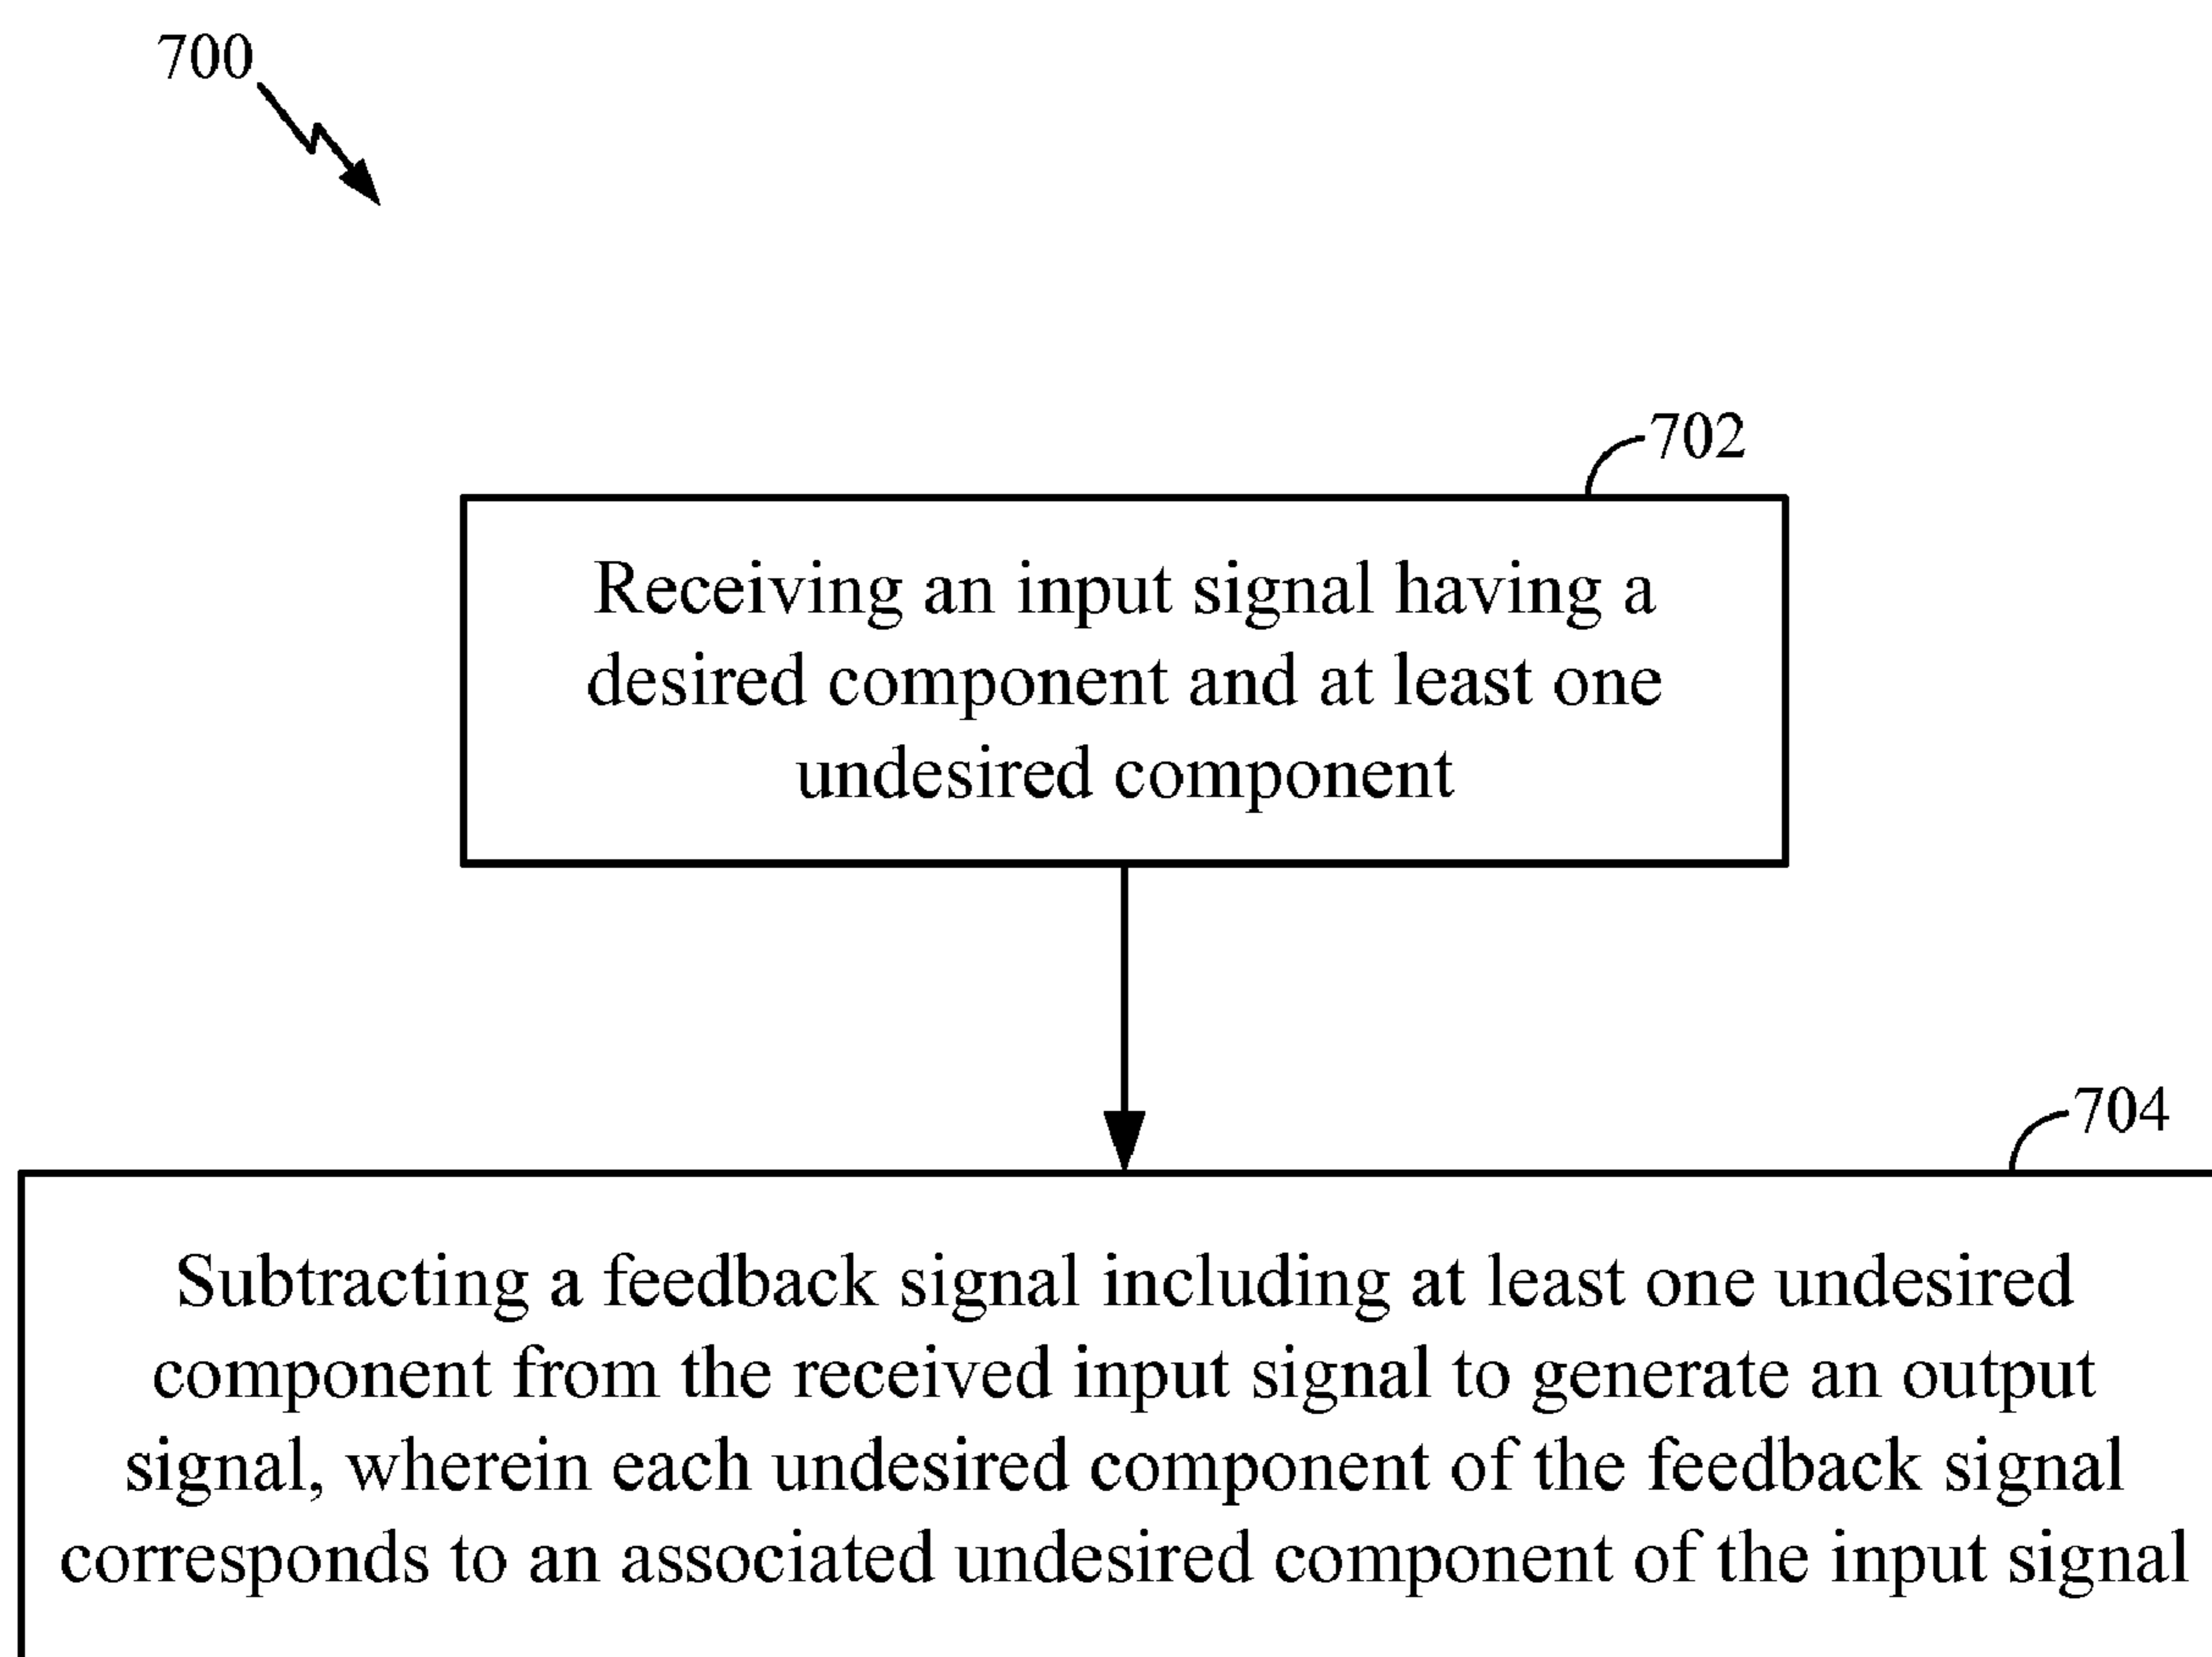 700
702
Receiving an input signal having a
desired component and at least one
undesired component
704
Subtracting a feedback signal including at least one undesired
component from the received input signal to generate an output
signal, wherein each undesired component of the feedback signal
corresponds to an associated undesired component of the input signal